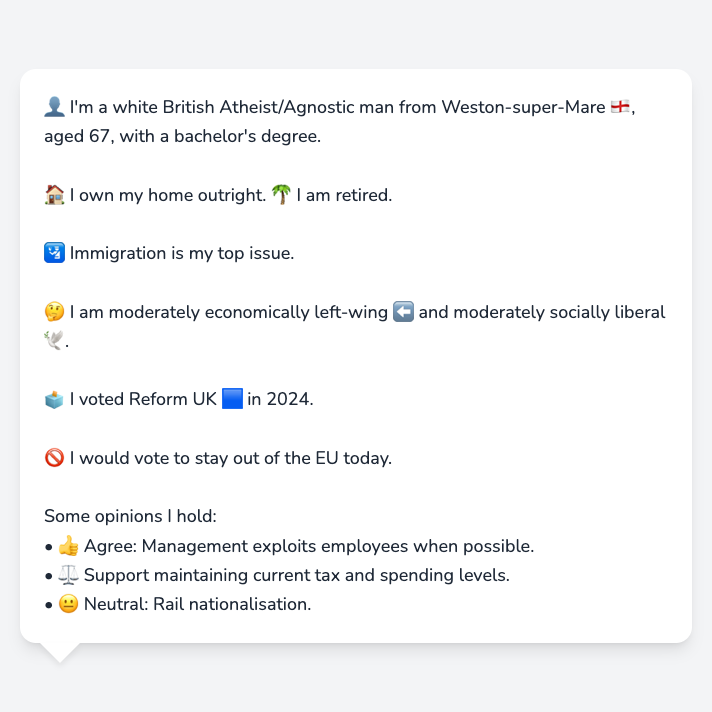 👤 I'm a white British Atheist/Agnostic man from Weston-super-Mare 🏴󠁧󠁢󠁥󠁮󠁧󠁿,
aged 67, with a bachelor's degree.
🏠 I own my home outright. 🌴 I am retired.
🛂 Immigration is my top issue.
🤔 I am moderately economically left-wing ⬅️ and moderately socially liberal
🕊️.
🗳️ I voted Reform UK 🟦 in 2024.
🚫 I would vote to stay out of the EU today.
Some opinions I hold:
• 👍 Agree: Management exploits employees when possible.
• ⚖️ Support maintaining current tax and spending levels.
• 😐 Neutral: Rail nationalisation.